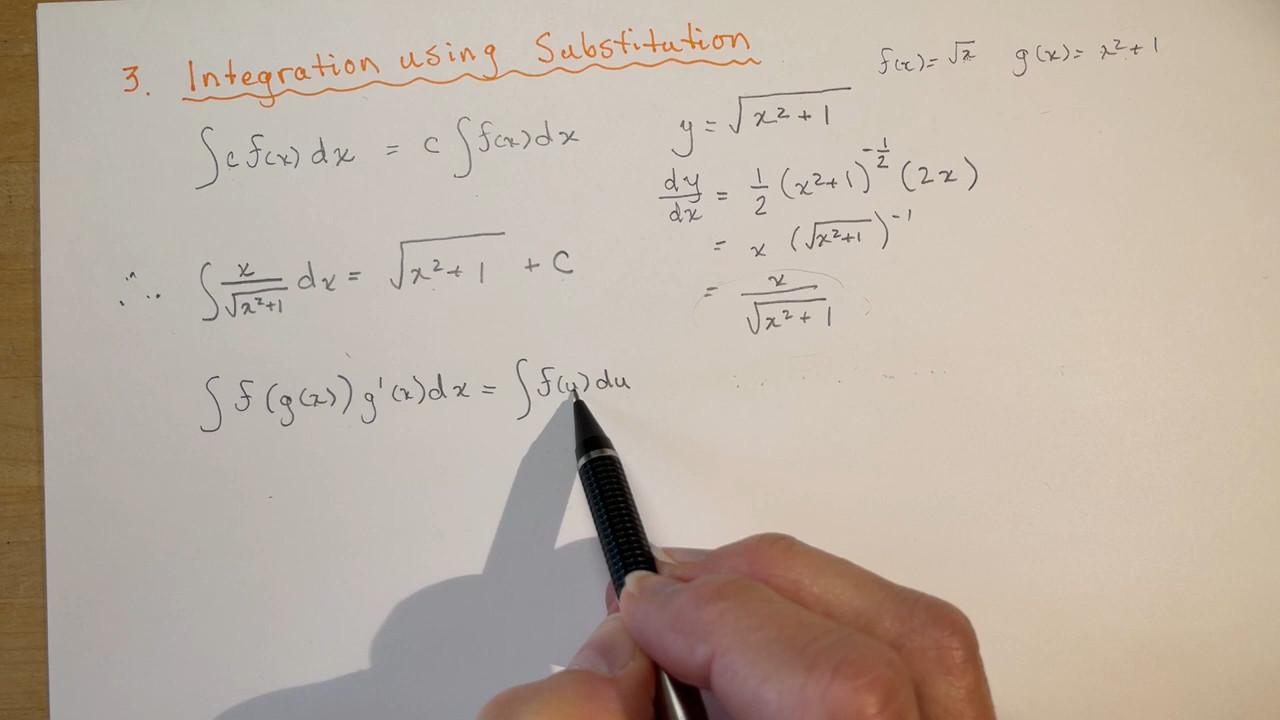 3. Integration using Substitution
f(x) = √x g(x) = x² + 1
∫ c f(x) dx = c ∫ f(x) dx
y = √(x² + 1)
dy/dx = 1/2 (x²+1)^(-1/2) (2x)
= x (√(x²+1))^(-1)
= x/√(x² + 1)
∴ ∫ x/√(x²+1) dx = √(x² + 1) + C
∫ f(g(x)) g'(x) dx = ∫ f(u) du